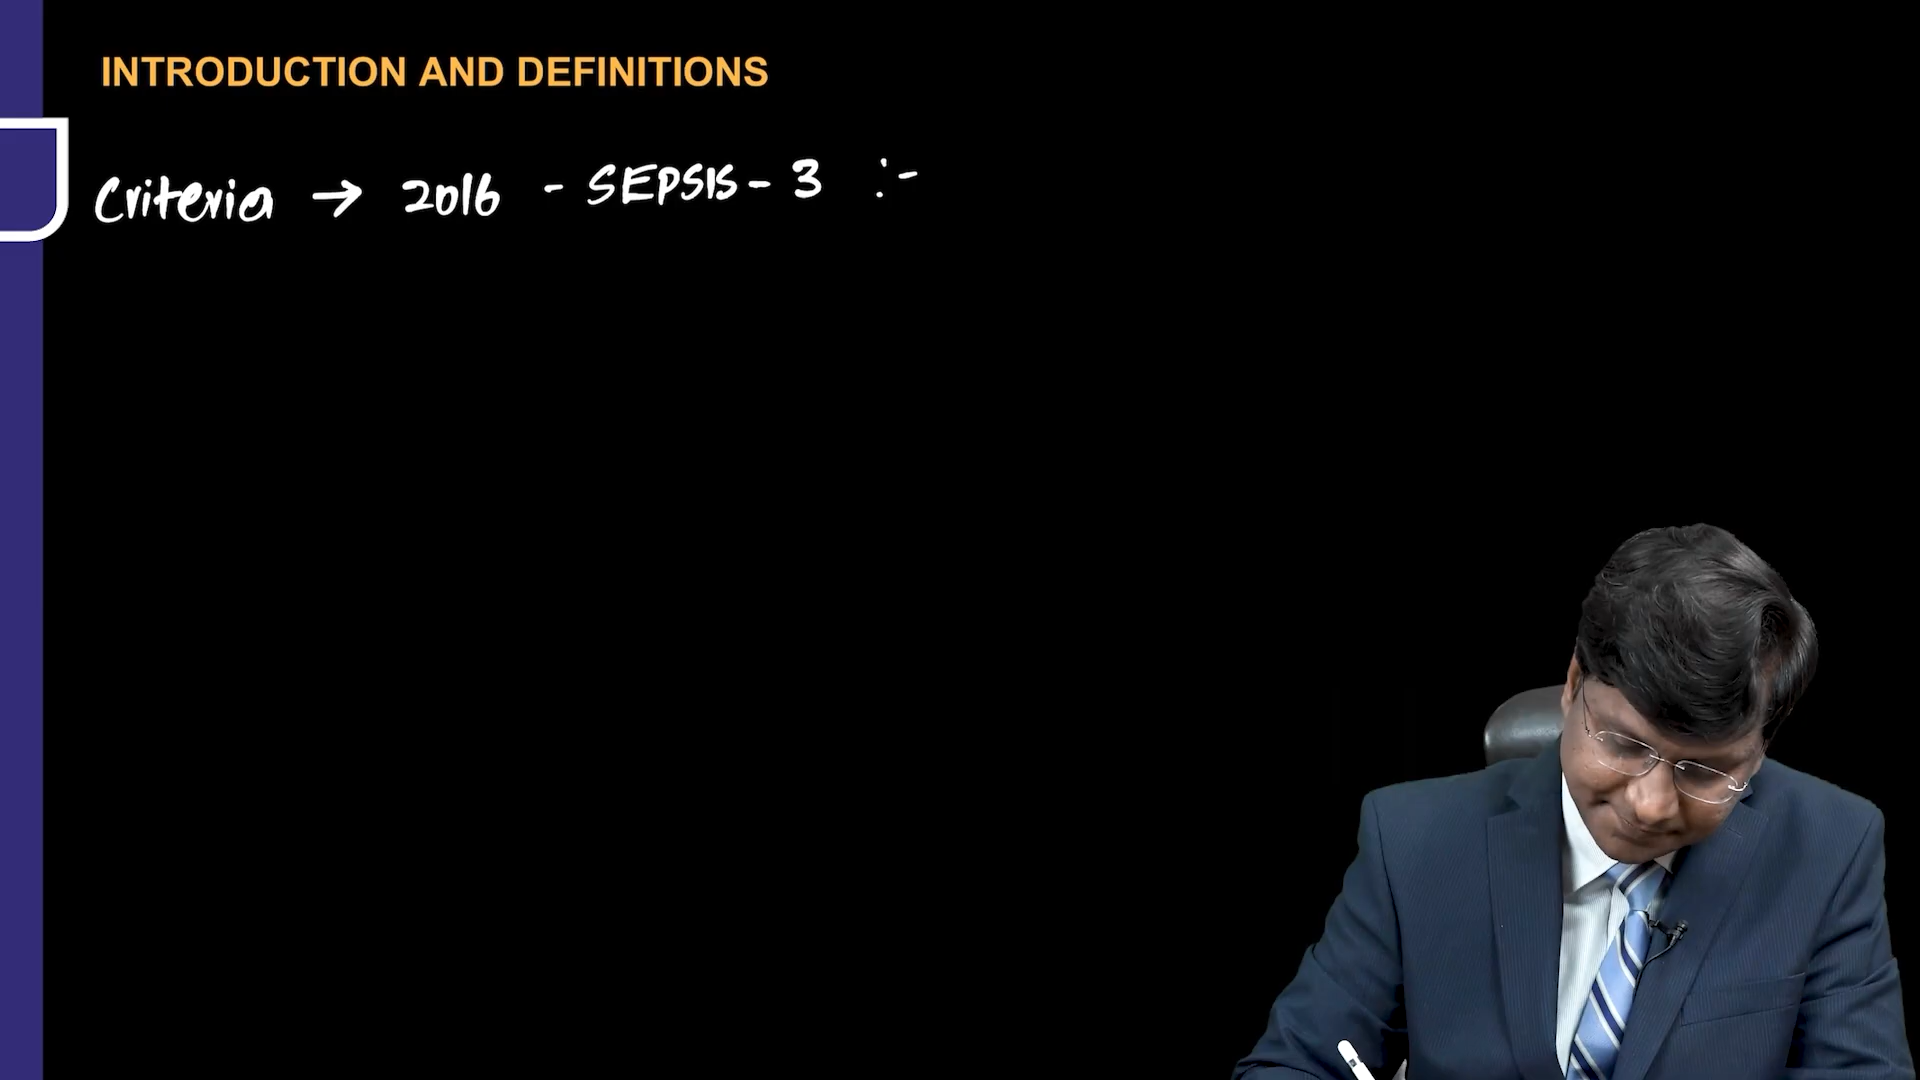 INTRODUCTION AND DEFINITIONS
Criteria → 2016 - SEPSIS - 3 :-